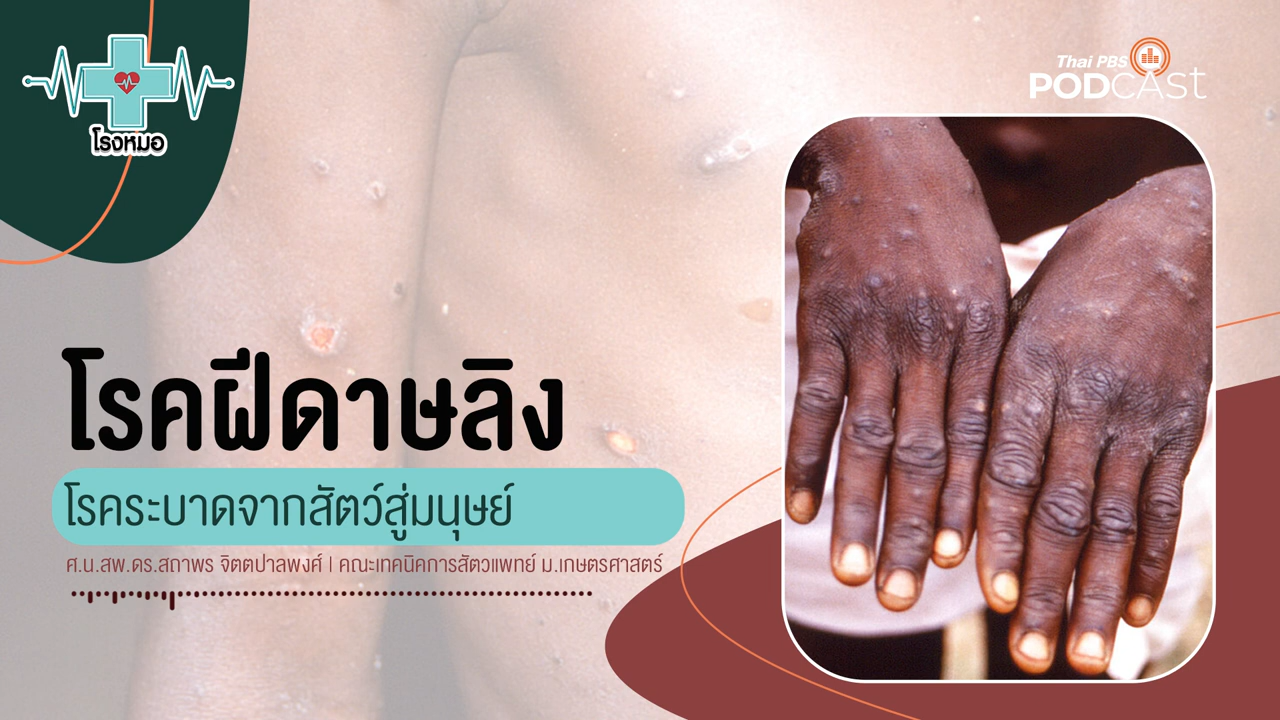 โรงหมอ
Thai PBS
PODCAST
โรคฝีดาษลิง
โรคระบาดจากสัตว์สู่มนุษย์
ศ.น.สพ.ดร.สถาพร จิตตปาลพงศ์ | คณะเทคนิคการสัตวแพทย์ ม.เกษตรศาสตร์